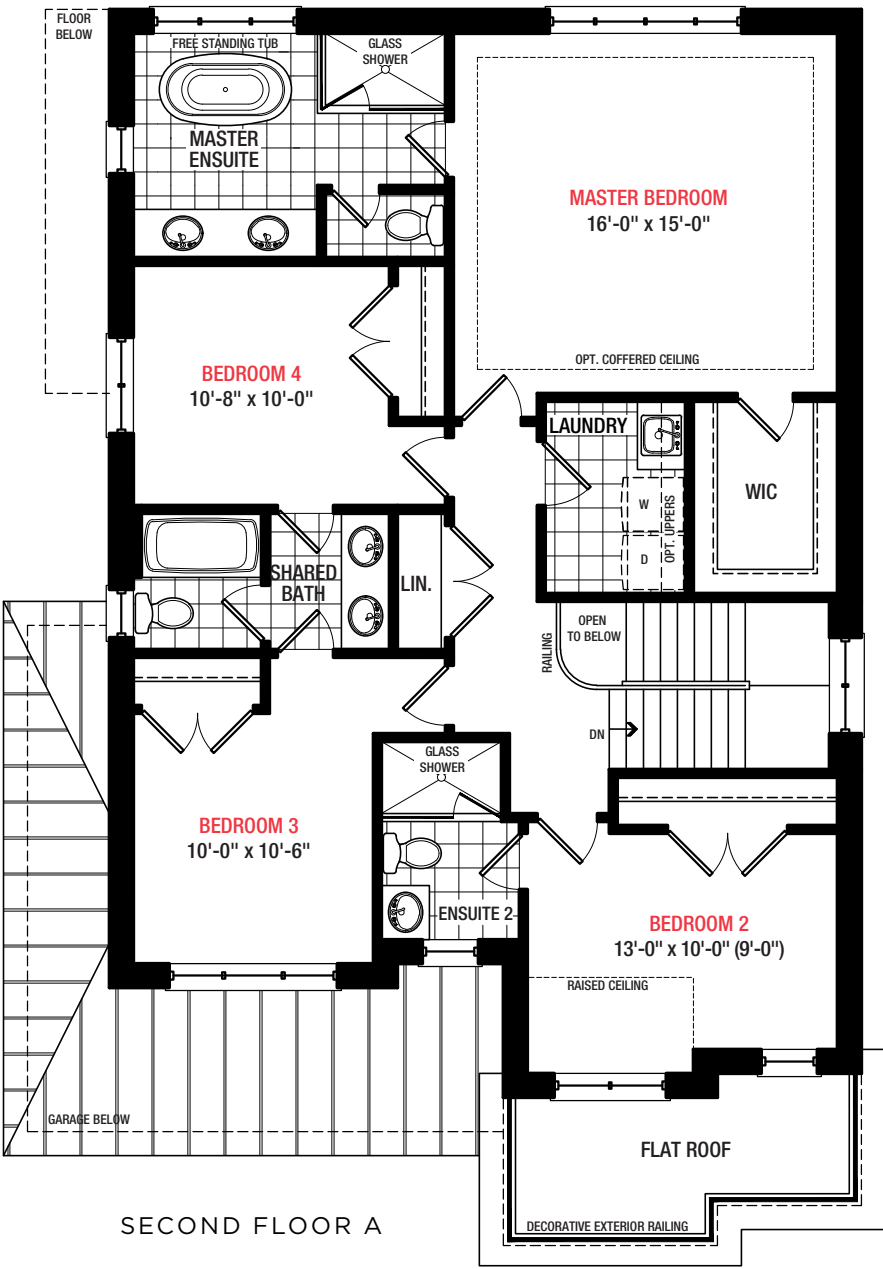 FLOOR
BELOW
FREE STANDING TUB
GLASS
SHOWER
MASTER
ENSUITE
MASTER BEDROOM
16'-0" x 15'-0"
OPT. COFFERED CEILING
BEDROOM 4
10'-8" x 10'-0"
LAUNDRY
W
D
OPT. UPPERS
WIC
SHARED
BATH
LIN.
OPEN
TO BELOW
RAILING
DN
GLASS
SHOWER
BEDROOM 3
10'-0" x 10'-6"
ENSUITE 2
BEDROOM 2
13'-0" x 10'-0" (9'-0")
RAISED CEILING
GARAGE BELOW
FLAT ROOF
DECORATIVE EXTERIOR RAILING
SECOND FLOOR A